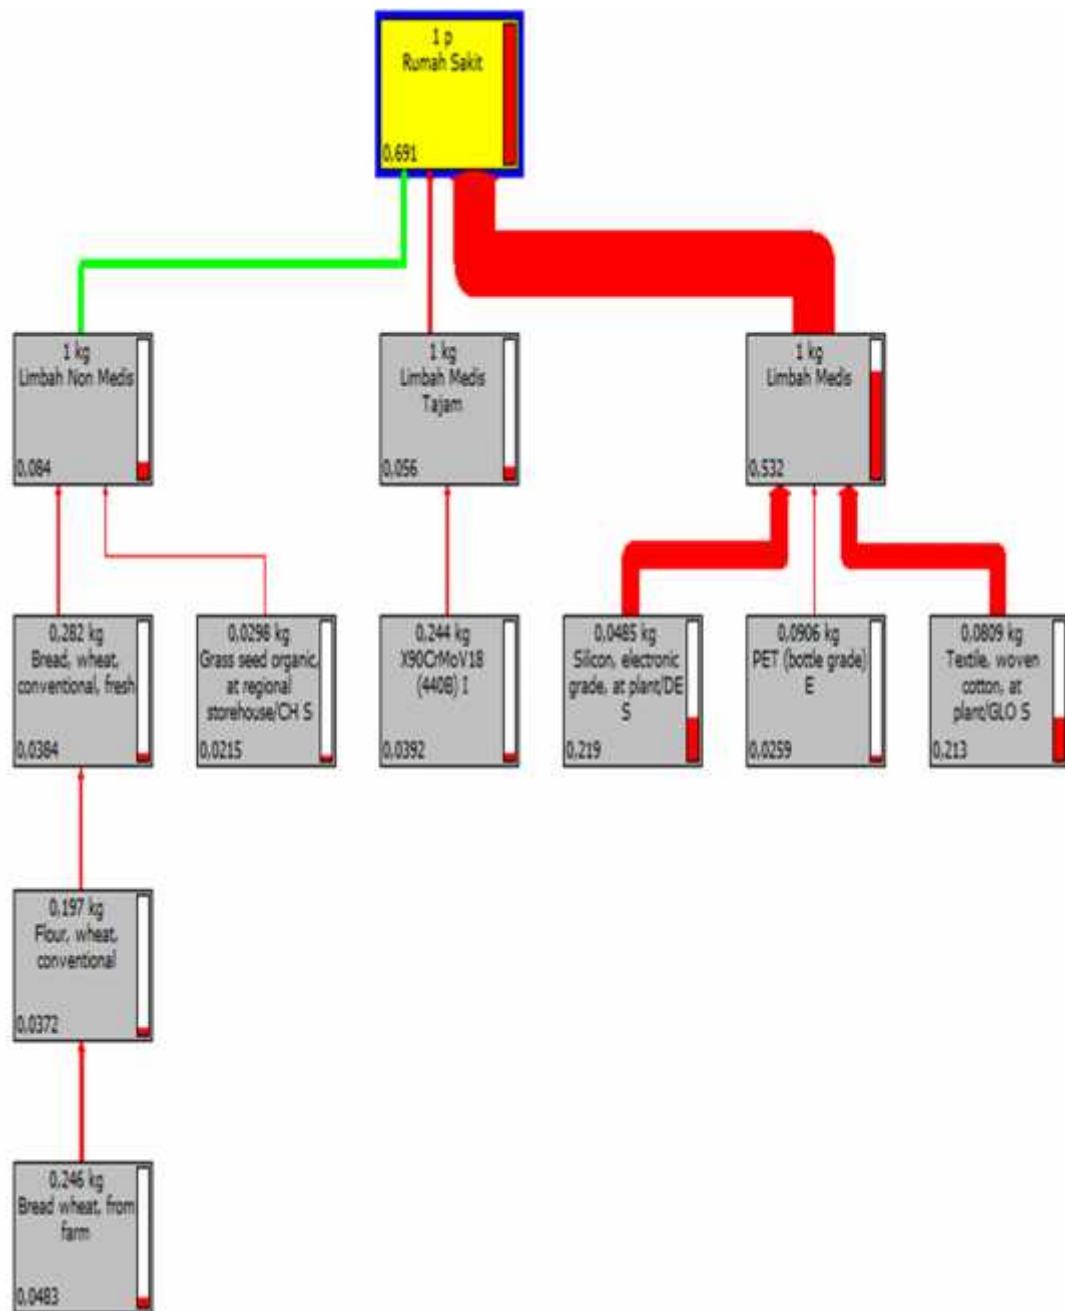 1 p
Rumah Sakit
0,691
1 kg
Limbah Non Medis
0,084
1 kg
Limbah Medis
Tajam
0,056
1 kg
Limbah Medis
0,532
0,282 kg
Bread, wheat,
conventional, fresh
0,0384
0,0298 kg
Grass seed organic,
at regional
storehouse/CH S
0,0215
0,244 kg
X90CrMoV18
(440B) I
0,0392
0,0485 kg
Silicon, electronic
grade, at plant/DE
S
0,219
0,0906 kg
PET (bottle grade)
E
0,0259
0,0809 kg
Textile, woven
cotton, at
plant/GLO S
0,213
0,197 kg
Flour, wheat,
conventional
0,0372
0,246 kg
Bread wheat, from
farm
0,0483